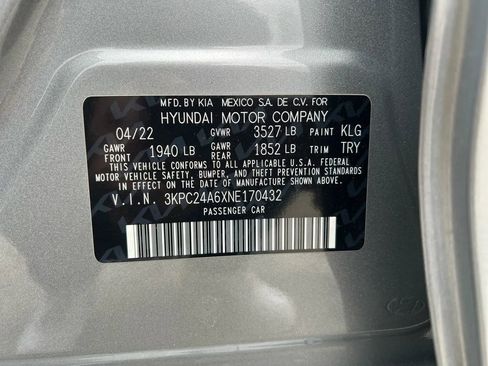 MFD.BY KIA MEXICO S.A. DE C.V. FOR
HYUNDAI MOTOR COMPANY
04/22 GVWR 3527 LB PAINT KLG
GAWR FRONT 1940 LB GAWR REAR 1852 LB TRIM TRY
THIS VEHICLE CONFORMS TO ALL APPLICABLE U.S.A. FEDERAL
MOTOR VEHICLE SAFETY, BUMPER, AND THEFT PREVENTION
STANDARDS IN EFFECT ON THE DATE OF MANUFACTURE SHOWN ABOVE.
V.I.N. 3KPC24A6XNE170432
PASSENGER CAR